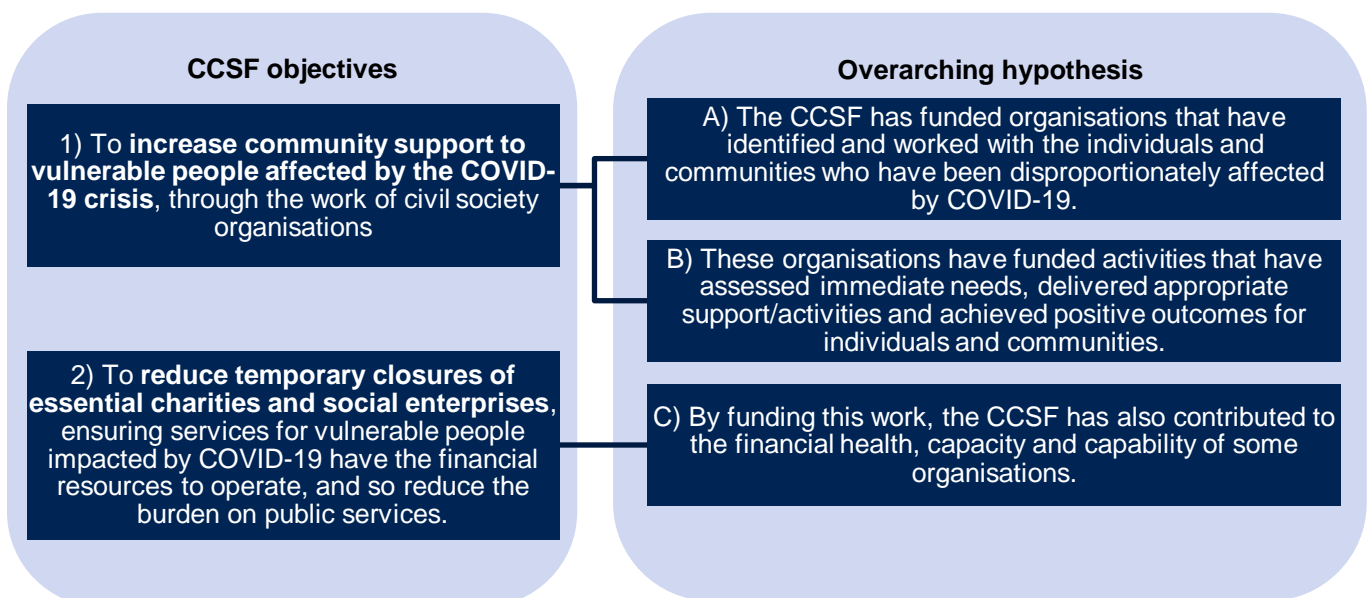 CCSF objectives
1) To increase community support to
vulnerable people affected by the COVID-
19 crisis, through the work of civil society
organisations
2) To reduce temporary closures of
essential charities and social enterprises,
ensuring services for vulnerable people
impacted by COVID-19 have the financial
resources to operate, and so reduce the
burden on public services.
Overarching hypothesis
A) The CCSF has funded organisations that have
identified and worked with the individuals and
communities who have been disproportionately affected
by COVID-19.
B) These organisations have funded activities that have
assessed immediate needs, delivered appropriate
support/activities and achieved positive outcomes for
individuals and communities.
C) By funding this work, the CCSF has also contributed to
the financial health, capacity and capability of some
organisations.